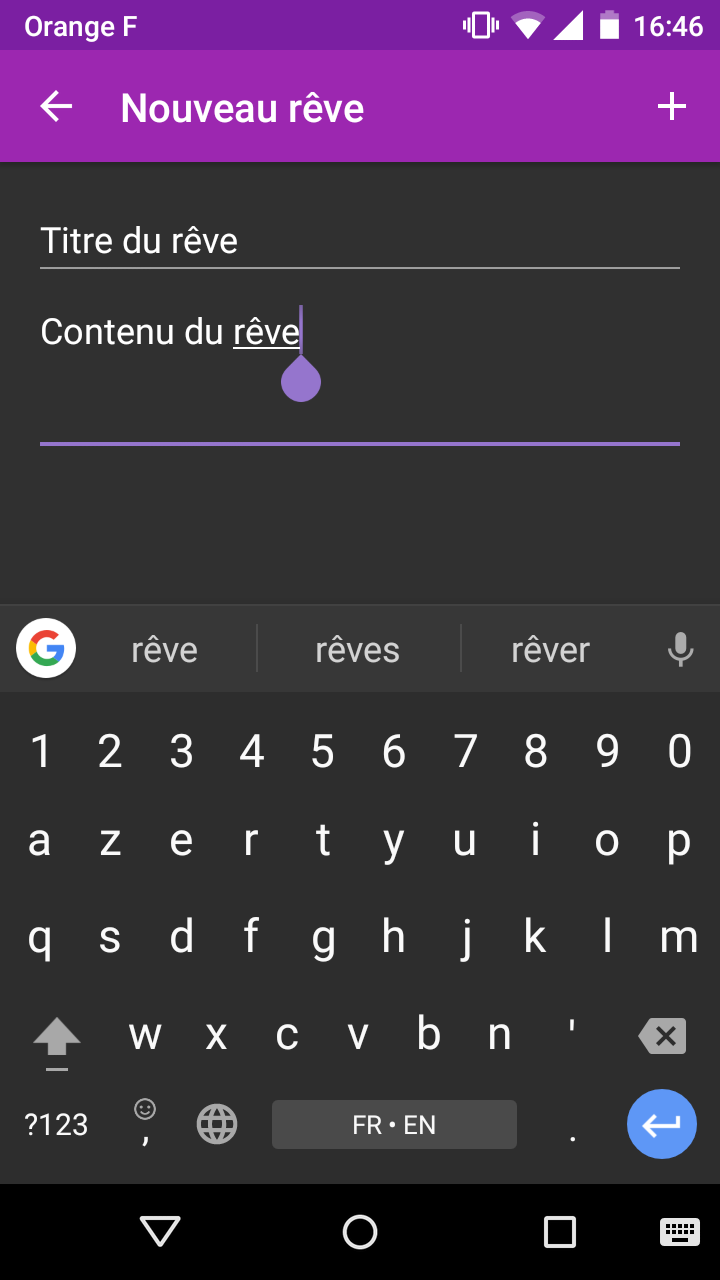 Orange F 16:46
Nouveau rêve
Titre du rêve
Contenu du rêve
rêve rêves rêver
1 2 3 4 5 6 7 8 9 0
a z e r t y u i o p
q s d f g h j k l m
w x c v b n '
?123 , FR • EN .